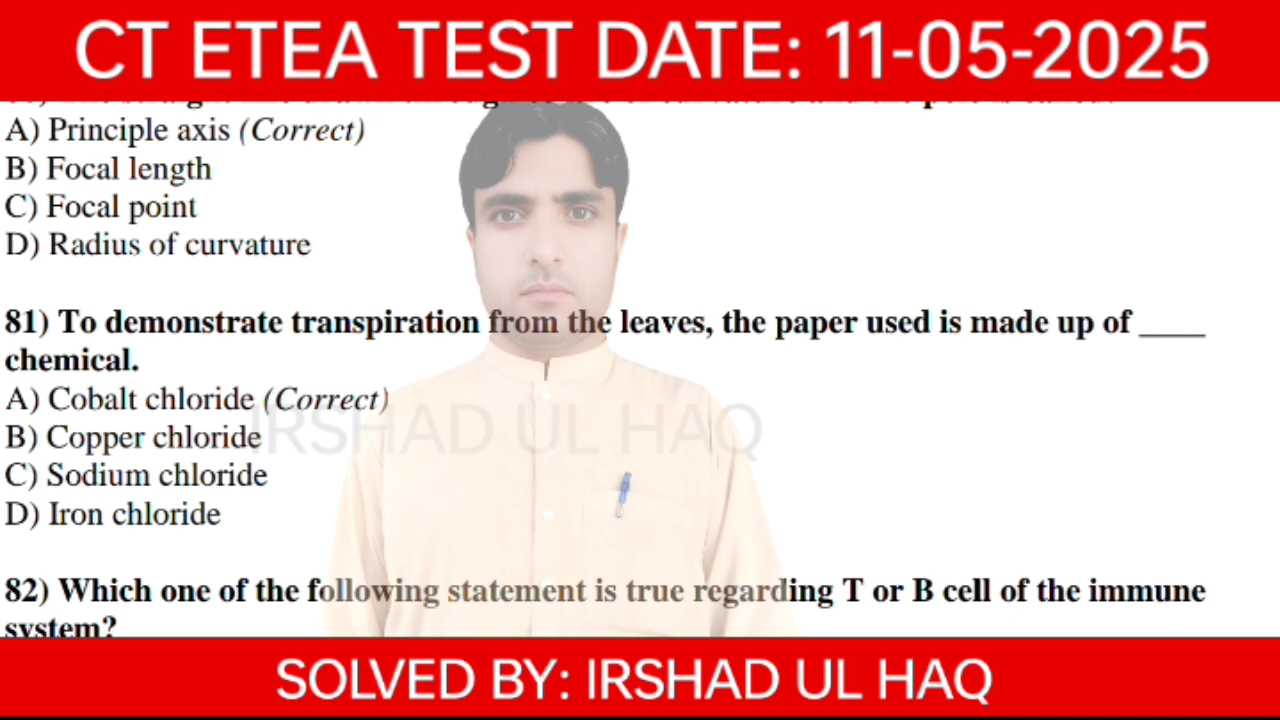 CT ETEA TEST DATE: 11-05-2025
A) Principle axis (Correct)
B) Focal length
C) Focal point
D) Radius of curvature
81) To demonstrate transpiration from the leaves, the paper used is made up of ____
chemical.
A) Cobalt chloride (Correct)
IRSHAD UL HAQ
B) Copper chloride
C) Sodium chloride
D) Iron chloride
82) Which one of the following statement is true regarding T or B cell of the immune
system?
SOLVED BY: IRSHAD UL HAQ